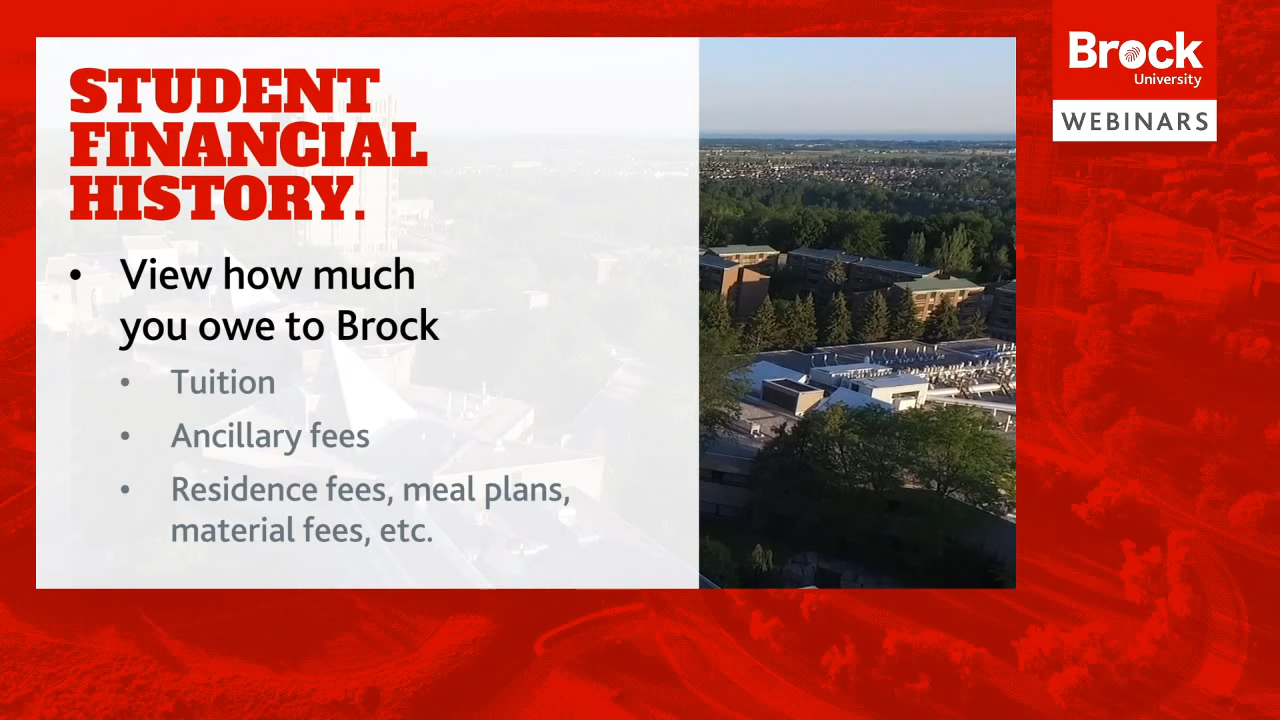 STUDENT
FINANCIAL
HISTORY.
• View how much
you owe to Brock
• Tuition
• Ancillary fees
• Residence fees, meal plans,
material fees, etc.
Brock
University
WEBINARS